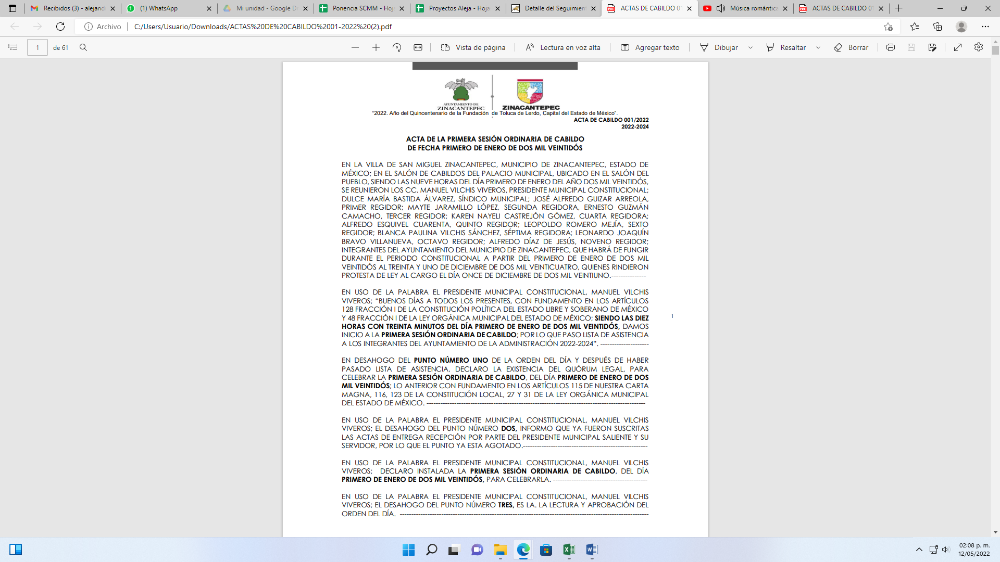 Recibidos (3) - alejand
(1) WhatsApp
Mi unidad - Google D
Ponencia SCMM - Hoj
Proyectos Aleja - Hoja
Detalle del Seguimien
ACTAS DE CABILDO 0
Música romántic
ACTAS DE CABILDO 0
Archivo
C:/Users/Usuario/Downloads/ACTAS%20DE%20CABILDO%2001-2022%20(2).pdf
1
de 61
Vista de página
Lectura en voz alta
Agregar texto
Dibujar
Resaltar
Borrar
AYUNTAMIENTO DE
ZINACANTEPEC
ZINACANTEPEC
“2022. Año del Quincentenario de la Fundación de Toluca de Lerdo, Capital del Estado de México”.
ACTA DE CABILDO 001/2022
2022-2024
ACTA DE LA PRIMERA SESIÓN ORDINARIA DE CABILDO
DE FECHA PRIMERO DE ENERO DE DOS MIL VEINTIDÓS
EN LA VILLA DE SAN MIGUEL ZINACANTEPEC, MUNICIPIO DE ZINACANTEPEC, ESTADO DE
MÉXICO; EN EL SALÓN DE CABILDOS DEL PALACIO MUNICIPAL, UBICADO EN EL SALÓN DEL
PUEBLO, SIENDO LAS NUEVE HORAS DEL DÍA PRIMERO DE ENERO DEL AÑO DOS MIL VEINTIDÓS,
SE REUNIERON LOS CC. MANUEL VILCHIS VIVEROS, PRESIDENTE MUNICIPAL CONSTITUCIONAL;
DULCE MARÍA BASTIDA ÁLVAREZ, SÍNDICO MUNICIPAL; JOSÉ ALFREDO GUIZAR ARREOLA,
PRIMER REGIDOR; MAYTE JARAMILLO LÓPEZ, SEGUNDA REGIDORA, ERNESTO GUZMÁN
CAMACHO, TERCER REGIDOR; KAREN NAYELI CASTREJÓN GÓMEZ, CUARTA REGIDORA;
ALFREDO ESQUIVEL CUARENTA, QUINTO REGIDOR; LEOPOLDO ROMERO MEJÍA, SEXTO
REGIDOR; BLANCA PAULINA VILCHIS SÁNCHEZ, SÉPTIMA REGIDORA; LEONARDO JOAQUÍN
BRAVO VILLANUEVA, OCTAVO REGIDOR; ALFREDO DÍAZ DE JESÚS, NOVENO REGIDOR;
INTEGRANTES DEL AYUNTAMIENTO DEL MUNICIPIO DE ZINACANTEPEC, QUE HABRÁ DE FUNGIR
DURANTE EL PERIODO CONSTITUCIONAL A PARTIR DEL PRIMERO DE ENERO DE DOS MIL
VEINTIDÓS AL TREINTA Y UNO DE DICIEMBRE DE DOS MIL VEINTICUATRO, QUIENES RINDIERON
PROTESTA DE LEY AL CARGO EL DÍA ONCE DE DICIEMBRE DE DOS MIL VEINTIUNO.---------------
EN USO DE LA PALABRA EL PRESIDENTE MUNICIPAL CONSTITUCIONAL, MANUEL VILCHIS
VIVEROS; “BUENOS DÍAS A TODOS LOS PRESENTES, CON FUNDAMENTO EN LOS ARTÍCULOS
128 FRACCIÓN I DE LA CONSTITUCIÓN POLÍTICA DEL ESTADO LIBRE Y SOBERANO DE MÉXICO
Y 48 FRACCIÓN I DE LA LEY ORGÁNICA MUNICIPAL DEL ESTADO DE MÉXICO; SIENDO LAS DIEZ
HORAS CON TREINTA MINUTOS DEL DÍA PRIMERO DE ENERO DE DOS MIL VEINTIDÓS, DAMOS
INICIO A LA PRIMERA SESIÓN ORDINARIA DE CABILDO; POR LO QUE PASO LISTA DE ASISTENCIA
A LOS INTEGRANTES DEL AYUNTAMIENTO DE LA ADMINISTRACIÓN 2022-2024”. ---------------------
1
EN DESAHOGO DEL PUNTO NÚMERO UNO DE LA ORDEN DEL DÍA Y DESPUÉS DE HABER
PASADO LISTA DE ASISTENCIA, DECLARO LA EXISTENCIA DEL QUÓRUM LEGAL, PARA
CELEBRAR LA PRIMERA SESIÓN ORDINARIA DE CABILDO, DEL DÍA PRIMERO DE ENERO DE DOS
MIL VEINTIDÓS; LO ANTERIOR CON FUNDAMENTO EN LOS ARTÍCULOS 115 DE NUESTRA CARTA
MAGNA, 116, 123 DE LA CONSTITUCIÓN LOCAL, 27 Y 31 DE LA LEY ORGÁNICA MUNICIPAL
DEL ESTADO DE MÉXICO. -----------------------------------------------------------------------------------------------
EN USO DE LA PALABRA EL PRESIDENTE MUNICIPAL CONSTITUCIONAL, MANUEL VILCHIS
VIVEROS; EL DESAHOGO DEL PUNTO NÚMERO DOS, INFORMO QUE YA FUERON SUSCRITAS
LAS ACTAS DE ENTREGA RECEPCIÓN POR PARTE DEL PRESIDENTE MUNICIPAL SALIENTE Y SU
SERVIDOR, POR LO QUE EL PUNTO YA ESTA AGOTADO.------------------------------------------------------
EN USO DE LA PALABRA EL PRESIDENTE MUNICIPAL CONSTITUCIONAL, MANUEL VILCHIS
VIVEROS; DECLARO INSTALADA LA PRIMERA SESIÓN ORDINARIA DE CABILDO, DEL DÍA
PRIMERO DE ENERO DE DOS MIL VEINTIDÓS, PARA CELEBRARLA. -----------------------------------------
EN USO DE LA PALABRA EL PRESIDENTE MUNICIPAL CONSTITUCIONAL, MANUEL VILCHIS
VIVEROS; EL DESAHOGO DEL PUNTO NÚMERO TRES, ES LA. LA LECTURA Y APROBACIÓN DEL
ORDEN DEL DÍA. ------------------------------------------------------------------------------------------------------------
02:08 p. m.
12/05/2022